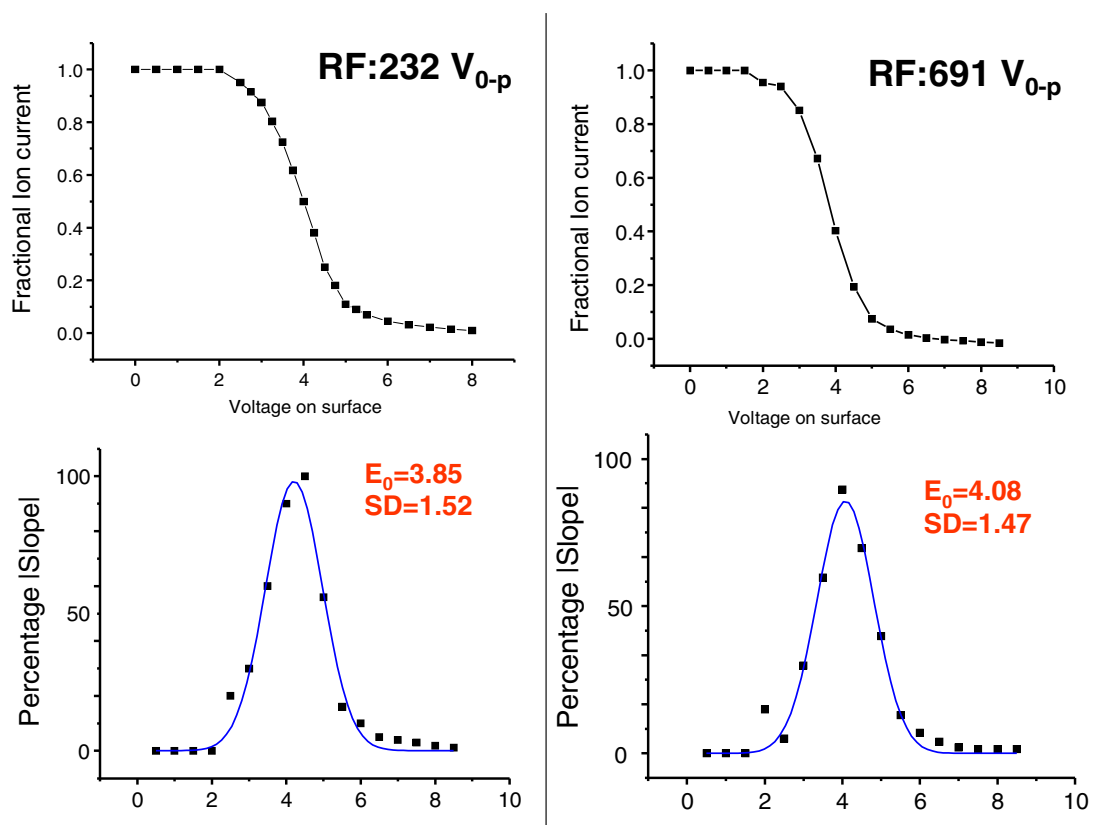 RF:232 V0-p
Fractional Ion current
1.0
0.8
0.6
0.4
0.2
0.0
0 2 4 6 8
Voltage on surface
RF:691 V0-p
Fractional Ion current
1.0
0.8
0.6
0.4
0.2
0.0
0 2 4 6 8 10
Voltage on surface
E0=3.85
SD=1.52
Percentage |Slope|
100
50
0
0 2 4 6 8 10
E0=4.08
SD=1.47
Percentage |Slope|
100
50
0
0 2 4 6 8 10